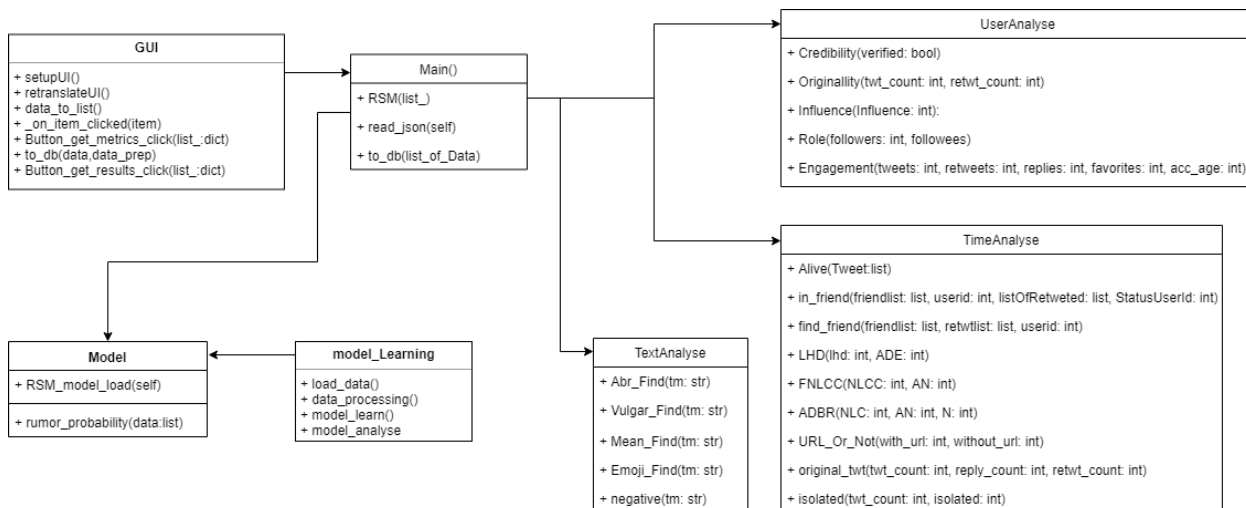 GUI
+ setupUI()
+ retranslateUI()
+ data_to_list()
+ _on_item_clicked(item)
+ Button_get_metrics_click(list_:dict)
+ to_db(data,data_prep)
+ Button_get_results_click(list_:dict)
Main()
+ RSM(list_)
+ read_json(self)
+ to_db(list_of_Data)
UserAnalyse
+ Credibility(verified: bool)
+ Originallity(twt_count: int, retwt_count: int)
+ Influence(Influence: int):
+ Role(followers: int, followees)
+ Engagement(tweets: int, retweets: int, replies: int, favorites: int, acc_age: int)
TimeAnalyse
+ Alive(Tweet:list)
+ in_friend(friendlist: list, userid: int, listOfRetweted: list, StatusUserId: int)
+ find_friend(friendlist: list, retwtlist: list, userid: int)
+ LHD(lhd: int, ADE: int)
+ FNLCC(NLCC: int, AN: int)
+ ADBR(NLC: int, AN: int, N: int)
+ URL_Or_Not(with_url: int, without_url: int)
+ original_twt(twt_count: int, reply_count: int, retwt_count: int)
+ isolated(twt_count: int, isolated: int)
Model
+ RSM_model_load(self)
+ rumor_probability(data:list)
model_Learning
+ load_data()
+ data_processing()
+ model_learn()
+ model_analyse
TextAnalyse
+ Abr_Find(tm: str)
+ Vulgar_Find(tm: str)
+ Mean_Find(tm: str)
+ Emoji_Find(tm: str)
+ negative(tm: str)